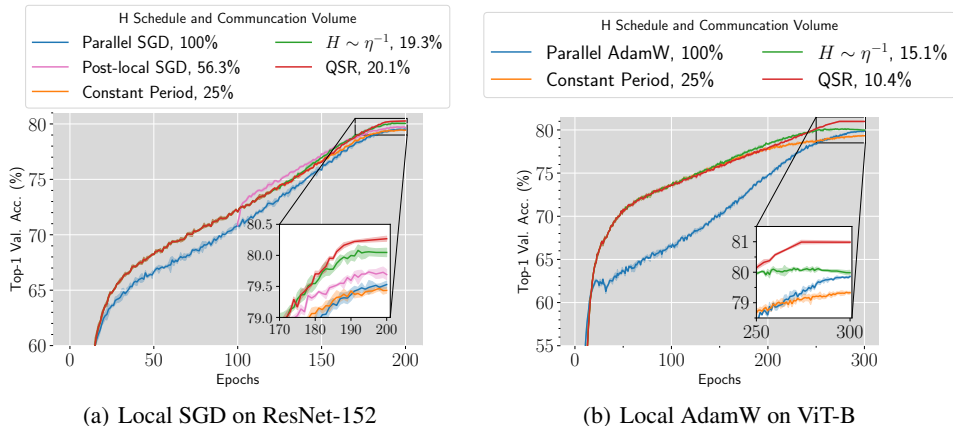 H Schedule and Communcation Volume
Parallel SGD, 100%
Post-local SGD, 56.3%
Constant Period, 25%
H ∼ η⁻¹, 19.3%
QSR, 20.1%
Top-1 Val. Acc. (%)
80
75
70
65
60
80.5
80.0
79.5
79.0
170 180 190 200
0 50 100 150 200
Epochs
(a) Local SGD on ResNet-152
H Schedule and Communcation Volume
Parallel AdamW, 100%
Constant Period, 25%
H ∼ η⁻¹, 15.1%
QSR, 10.4%
Top-1 Val. Acc. (%)
80
75
70
65
60
55
81
80
79
250 300
0 100 200 300
Epochs
(b) Local AdamW on ViT-B